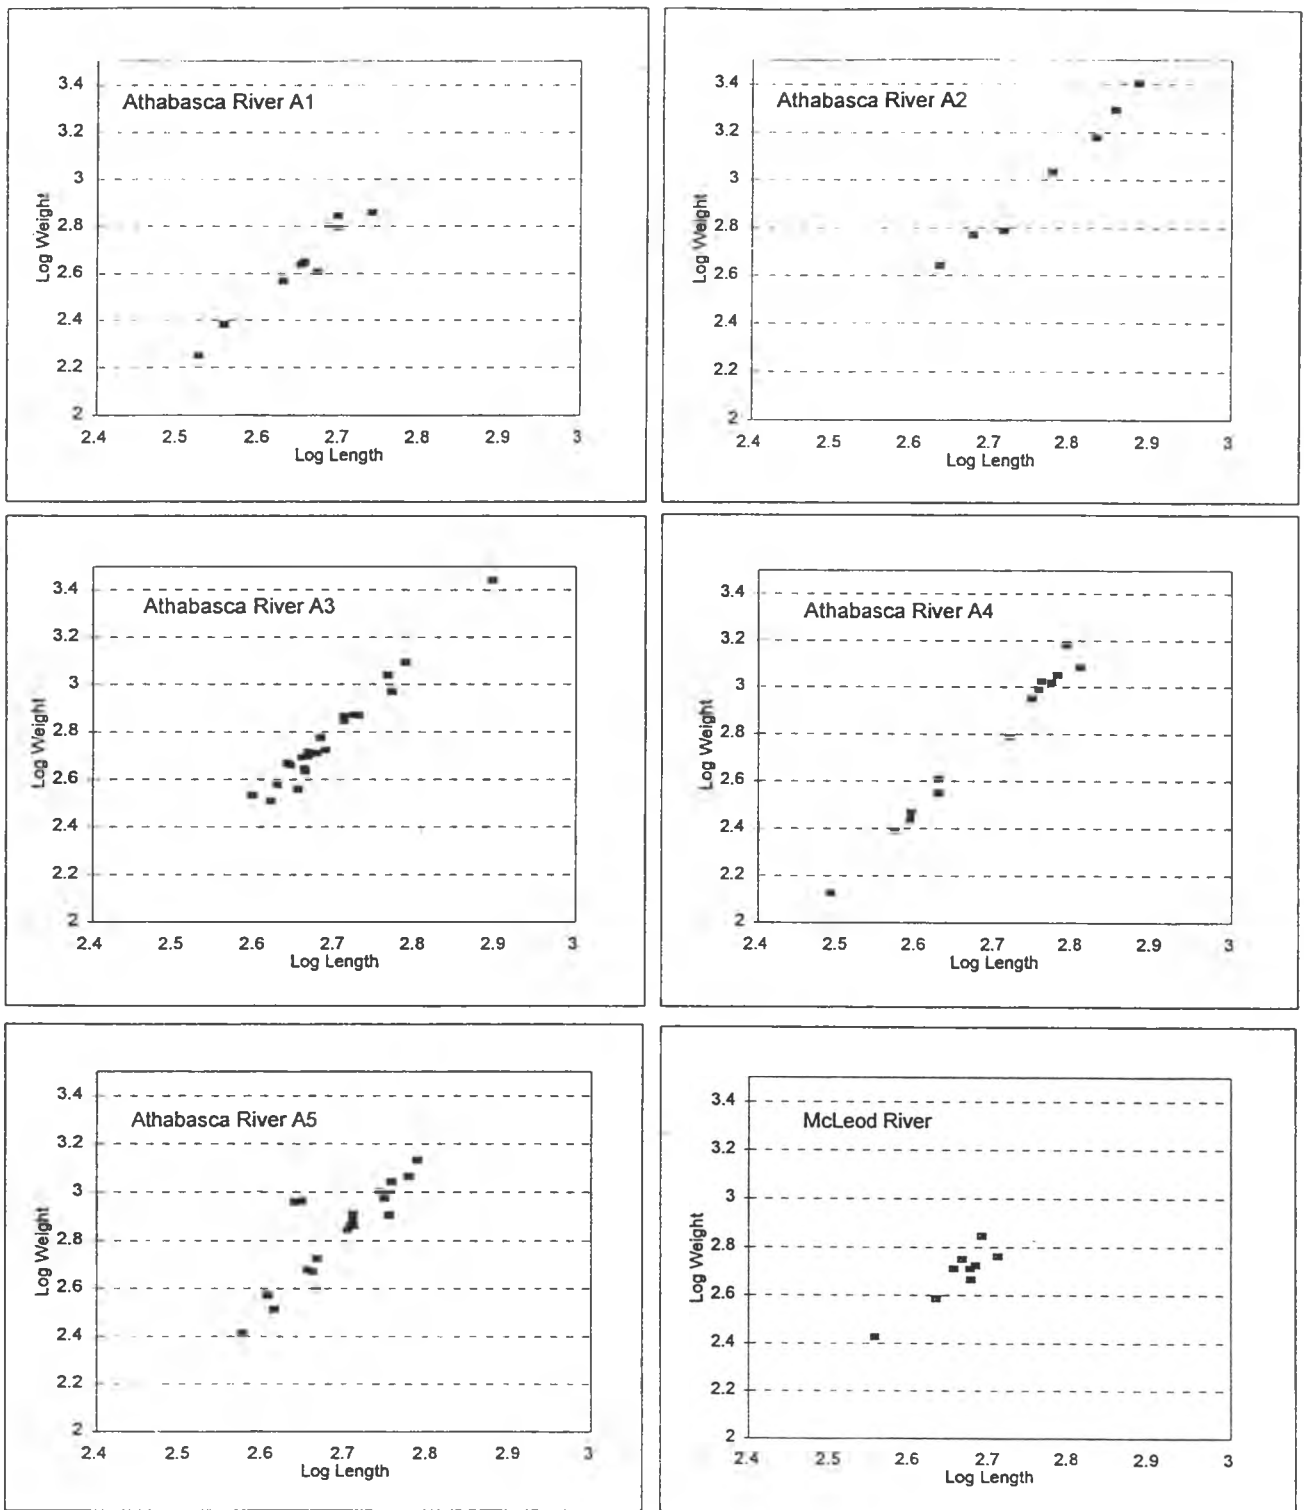 Athabasca River A1
Log Weight
3.4
3.2
3
2.8
2.6
2.4
2.2
2
2.4 2.5 2.6 2.7 2.8 2.9 3
Log Length
Athabasca River A2
Log Weight
3.4
3.2
3
2.8
2.6
2.4
2.2
2
2.4 2.5 2.6 2.7 2.8 2.9 3
Log Length
Athabasca River A3
Log Weight
3.4
3.2
3
2.8
2.6
2.4
2.2
2
2.4 2.5 2.6 2.7 2.8 2.9 3
Log Length
Athabasca River A4
Log Weight
3.4
3.2
3
2.8
2.6
2.4
2.2
2
2.4 2.5 2.6 2.7 2.8 2.9 3
Log Length
Athabasca River A5
Log Weight
3.4
3.2
3
2.8
2.6
2.4
2.2
2
2.4 2.5 2.6 2.7 2.8 2.9 3
Log Length
McLeod River
Log Weight
3.4
3.2
3
2.8
2.6
2.4
2.2
2
2.4 2.5 2.6 2.7 2.8 2.9 3
Log Length